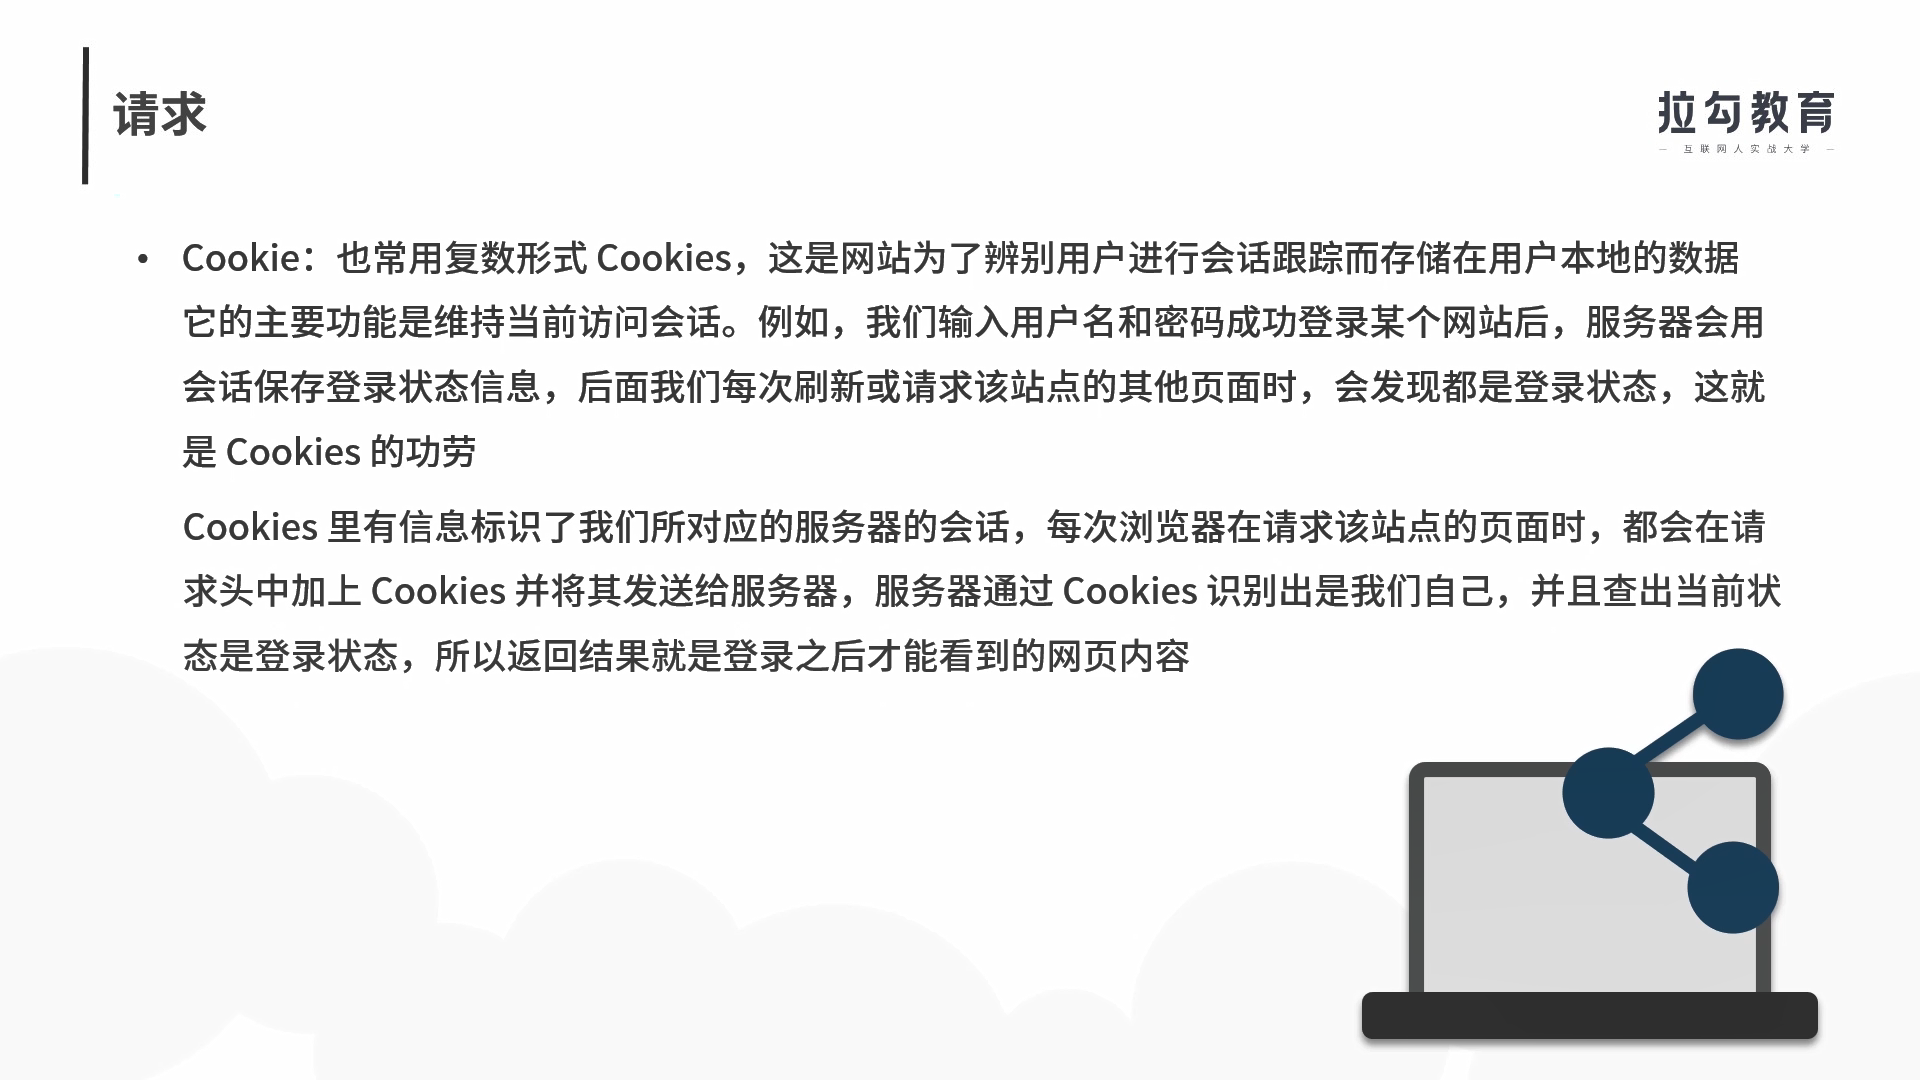 请求
拉勾教育
— 互联网人实战大学 —
• Cookie：也常用复数形式 Cookies，这是网站为了辨别用户进行会话跟踪而存储在用户本地的数据
它的主要功能是维持当前访问会话。例如，我们输入用户名和密码成功登录某个网站后，服务器会用
会话保存登录状态信息，后面我们每次刷新或请求该站点的其他页面时，会发现都是登录状态，这就
是 Cookies 的功劳
Cookies 里有信息标识了我们所对应的服务器的会话，每次浏览器在请求该站点的页面时，都会在请
求头中加上 Cookies 并将其发送给服务器，服务器通过 Cookies 识别出是我们自己，并且查出当前状
态是登录状态，所以返回结果就是登录之后才能看到的网页内容